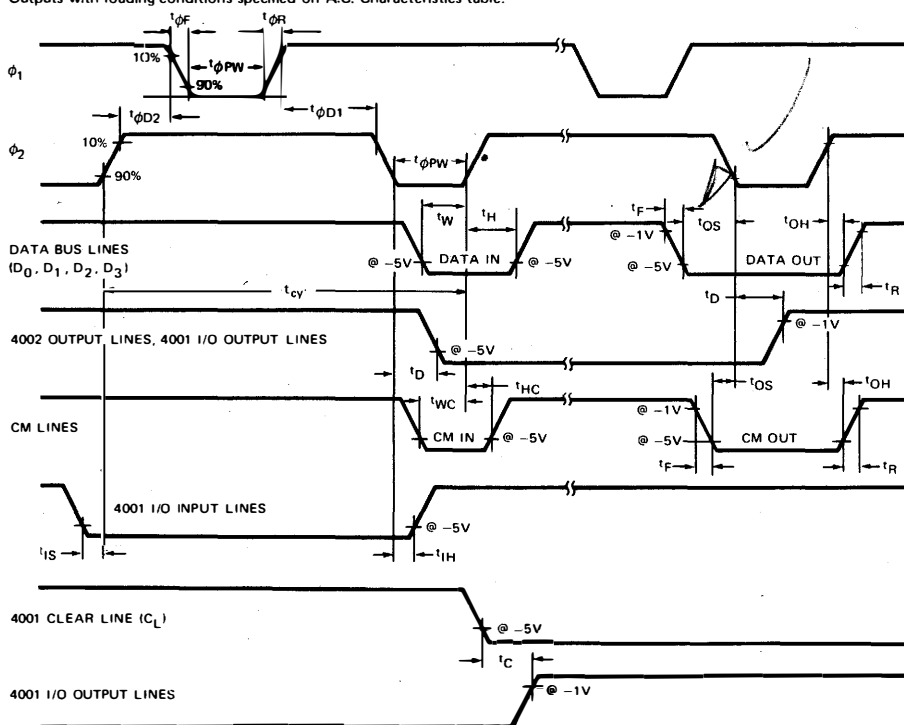 Outputs with loading conditions specified on A.C. Characteristics table.
tφF tφR
φ1 10% tφPW
90%
tφD2 tφD1
φ2 10% tφPW
90%
tW tH tF tOS tOH
@ -1V
DATA BUS LINES
(D0, D1, D2, D3) @ -5V DATA IN @ -5V @ -5V DATA OUT
tcy tD tR
4002 OUTPUT LINES, 4001 I/O OUTPUT LINES @ -1V
@ -5V
tD tHC tOS tOH
tWC @ -1V
CM LINES CM IN @ -5V @ -5V CM OUT
tF tR
4001 I/O INPUT LINES
@ -5V
tIS tIH
4001 CLEAR LINE (CL) @ -5V
tC
4001 I/O OUTPUT LINES @ -1V